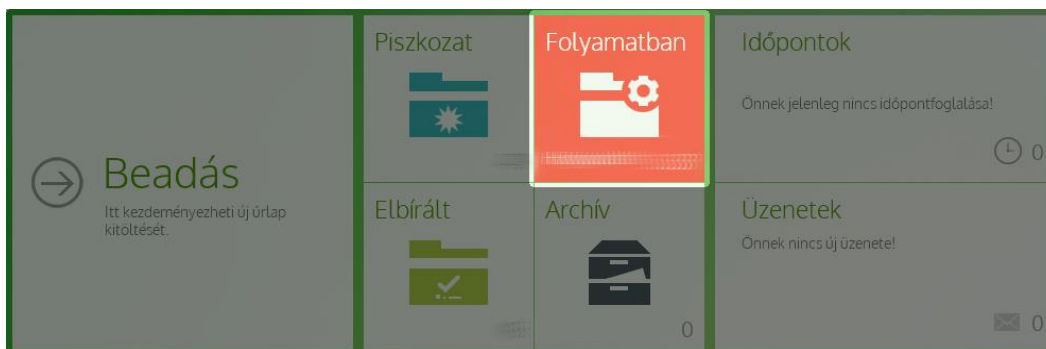 Beadás
Itt kezdeményezheti új űrlap
kitöltését.
Piszkozat
Folyamatban
Elbírált
Archív
0
Időpontok
Önnek jelenleg nincs időpontfoglalása!
0
Üzenetek
Önnek nincs új üzenete!
0